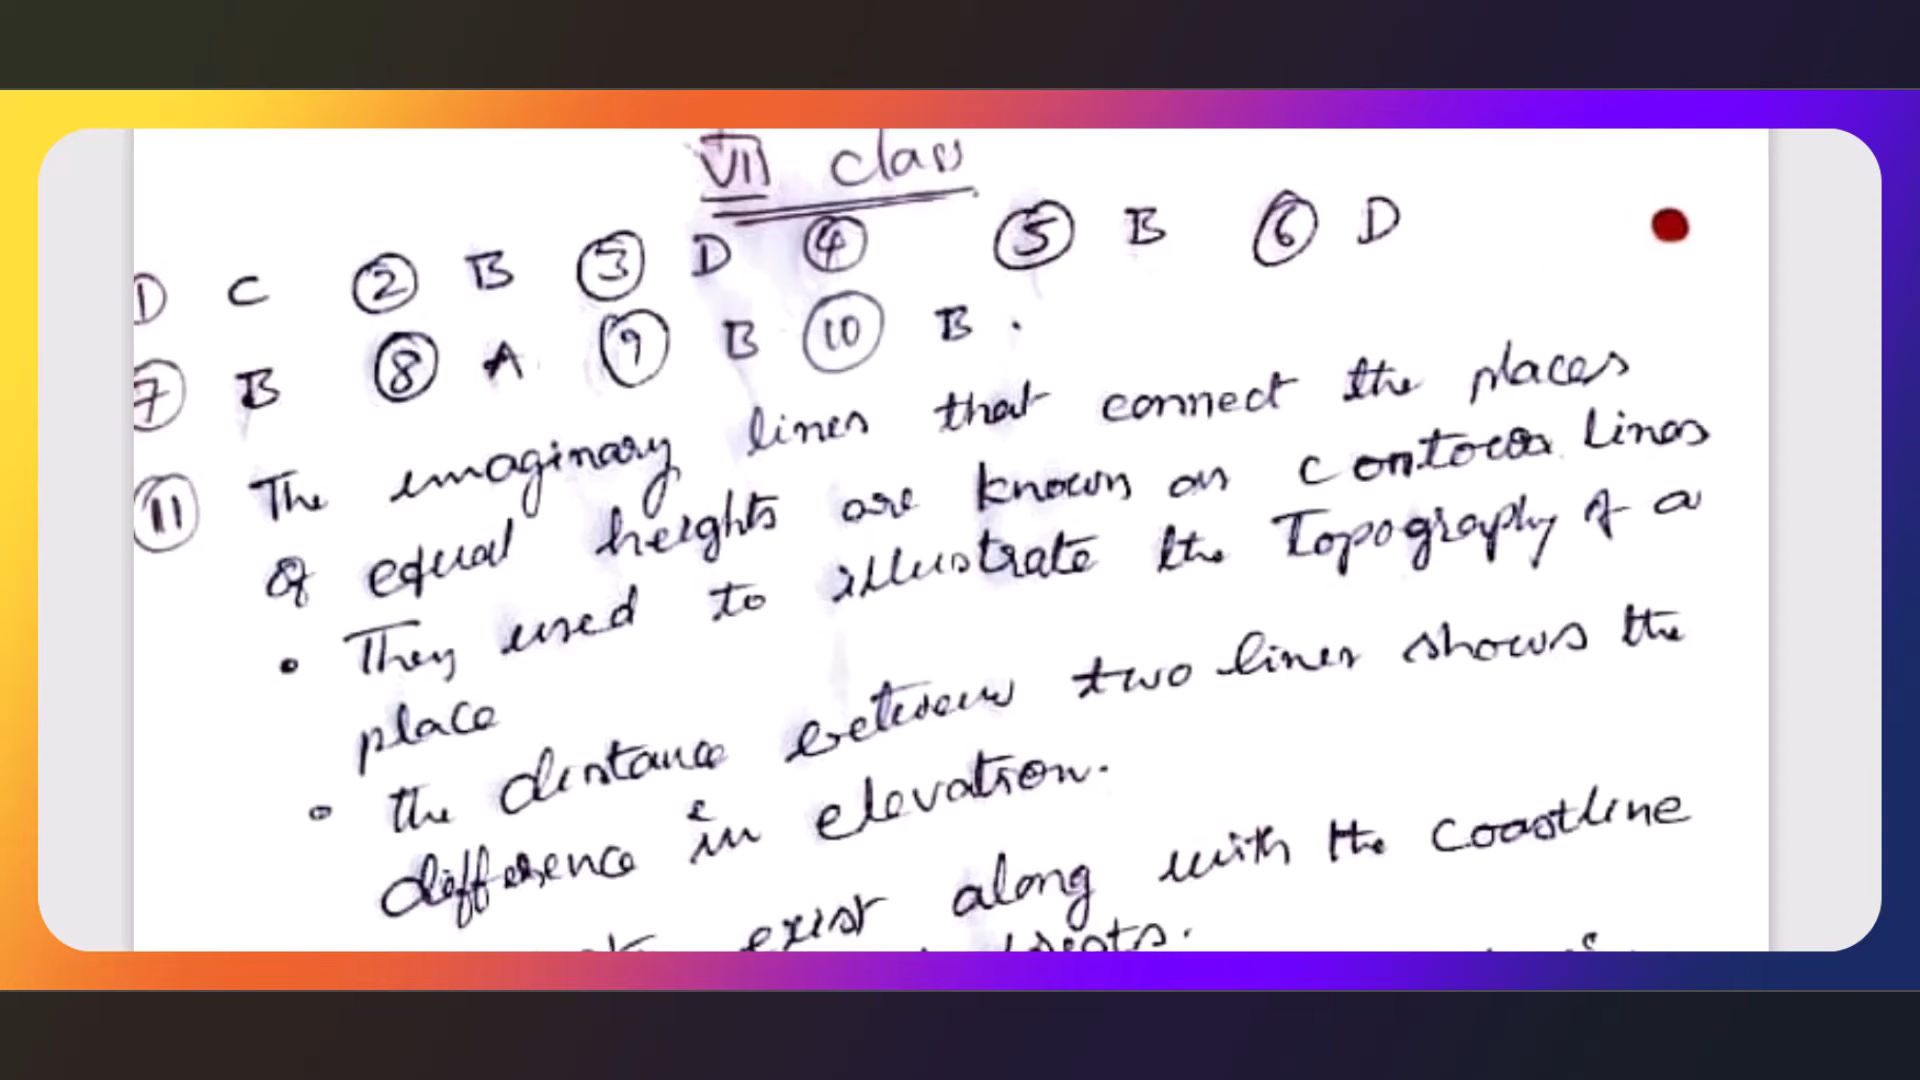 VII class
① C ② B ③ D ④ ⑤ B ⑥ D
⑦ B ⑧ A ⑨ B ⑩ B .
⑪ The imaginary lines that connect the places
of equal heights are known as contour Lines
• They used to illustrate the Topography of a
place
• the distance between two lines shows the
difference in elevation.
exist along with the coastline